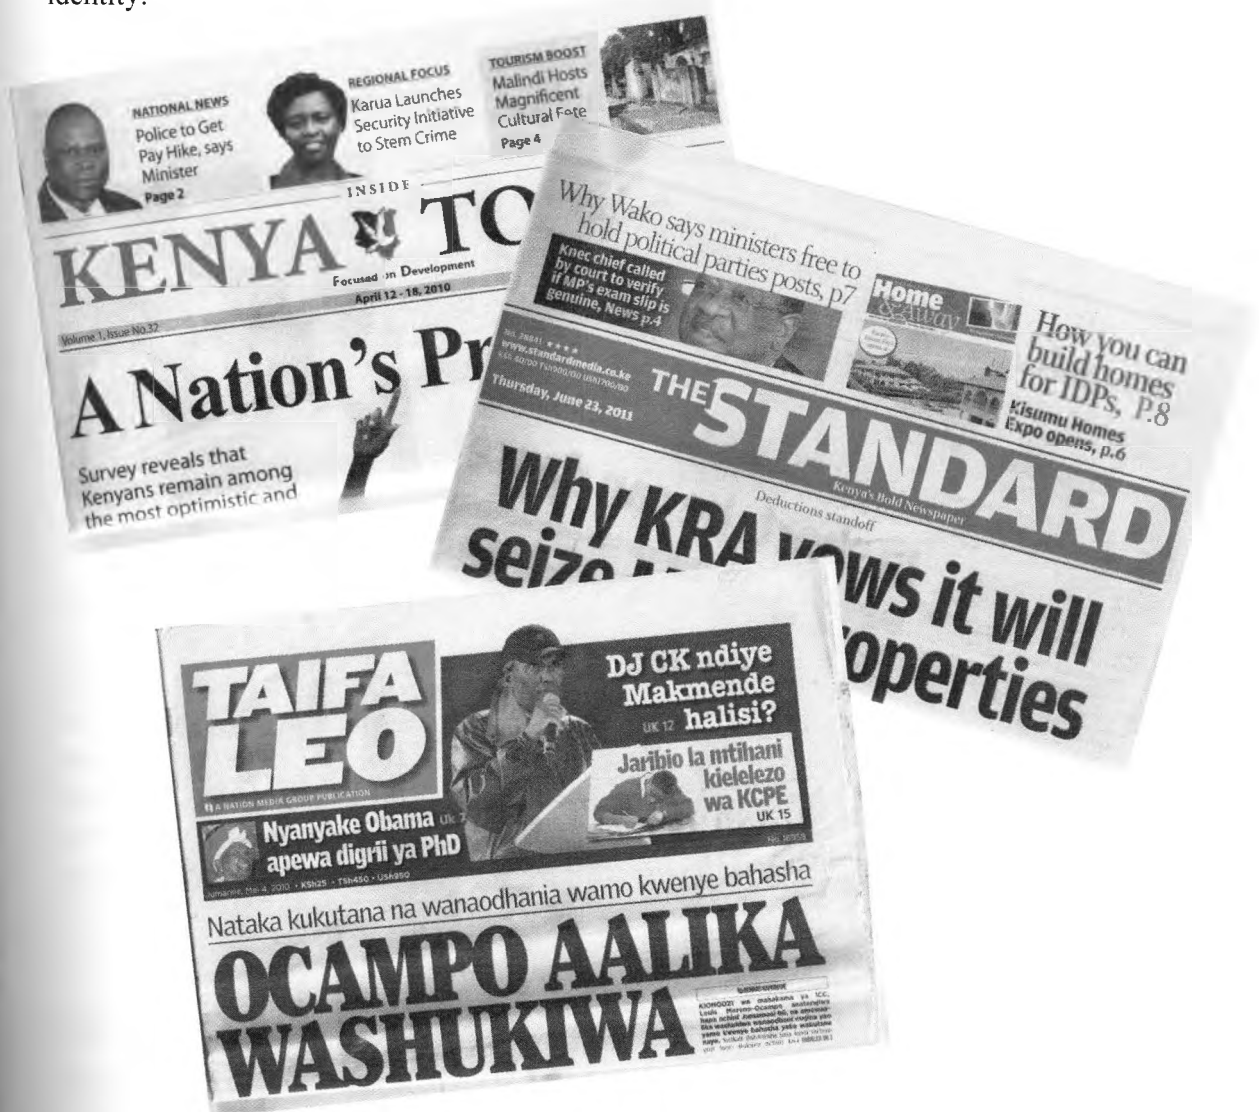 identity?
NATIONAL NEWS
Police to Get
Pay Hike, says
Minister
Page 2
REGIONAL FOCUS
Karua Launches
Security Initiative
to Stem Crime
TOURISM BOOST
Malindi Hosts
Magnificent
Cultural Fete
Page 4
INSIDE
KENYA TO
Focused on Development
April 12 - 18, 2010
Volume 1, Issue No.32
A Nation's Pr
Survey reveals that
Kenyans remain among
the most optimistic and
Why Wako says ministers free to
hold political parties posts, p7
Knec chief called
by court to verify
if MP's exam slip is
genuine, News p.4
Home
& Away
How you can
build homes
for IDPs, P.8
Kisumu Homes
Expo opens, p.6
www.standardmedia.co.ke
Thursday, June 23, 2011
THE STANDARD
Kenya's Bold Newspaper
Deductions standoff
Why KRA vows it will
seize
operties
TAIFA
LEO
A NATION MEDIA GROUP PUBLICATION
DJ CK ndiye
Makmende
halisi?
UK 12
Jaribio la mtihani
kielelezo
wa KCPE
UK 15
Nyanyake Obama
apewa digrii ya PhD
Mei 4, 2010 • KSh25 • TSh450 • USh950
Nataka kukutana na wanaodhania wamo kwenye bahasha
OCAMPO AALIKA
WASHUKIWA